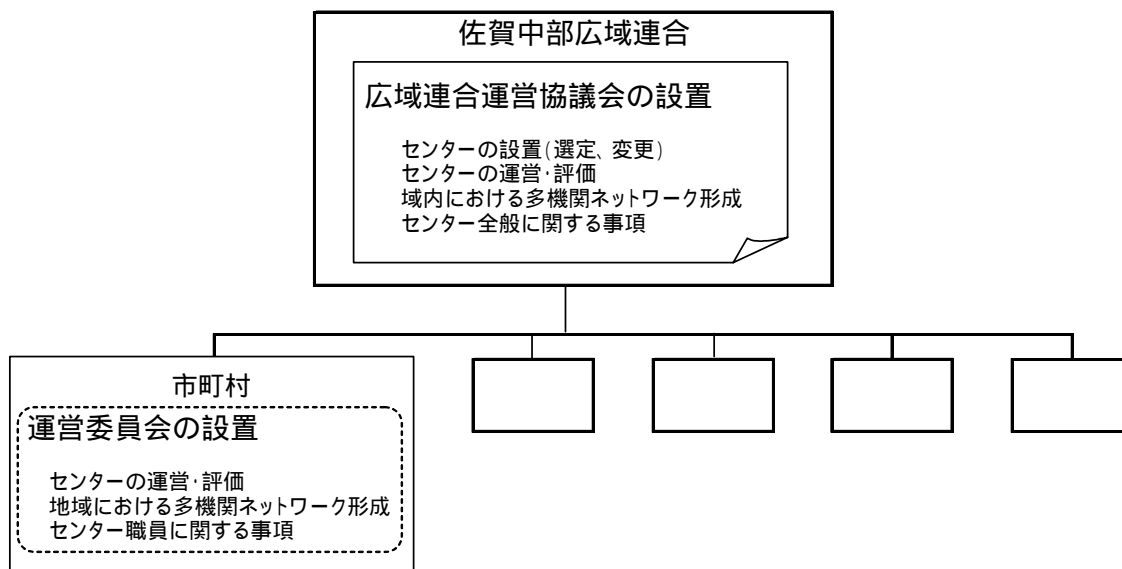 佐賀中部広域連合
広域連合運営協議会の設置
センターの設置(選定、変更)
センターの運営･評価
域内における多機関ネットワーク形成
センター全般に関する事項
市町村
運営委員会の設置
センターの運営･評価
地域における多機関ネットワーク形成
センター職員に関する事項